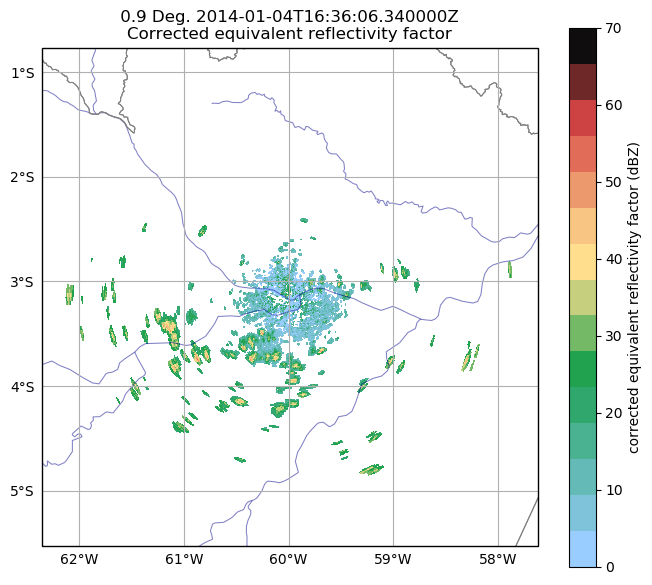 0.9 Deg. 2014-01-04T16:36:06.340000Z
Corrected equivalent reflectivity factor
1°S
2°S
3°S
4°S
5°S
62°W
61°W
60°W
59°W
58°W
70
60
50
40
30
20
10
0
corrected equivalent reflectivity factor (dBZ)